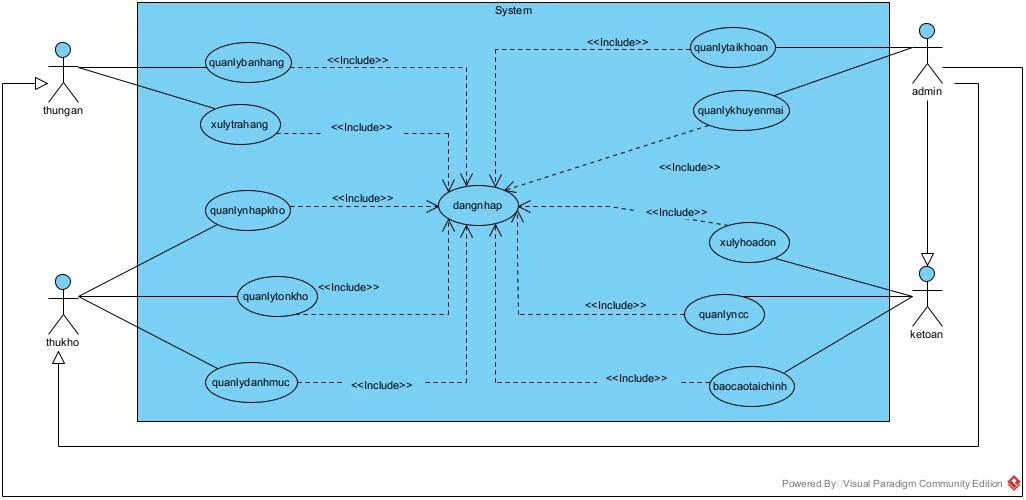 System
<<Include>>
quanlytaikhoan
quanlybanhang
<<Include>>
thungan
admin
quanlykhuyenmai
xulytrahang
<<Include>>
<<Include>>
<<Include>>
quanlynhapkho
dangnhap
<<Include>>
xulyhoadon
<<Include>>
quanlytonkho
<<Include>>
quanlyncc
thukho
ketoan
<<Include>>
quanlydanhmuc
<<Include>>
baocaotaichinh
Powered By Visual Paradigm Community Edition